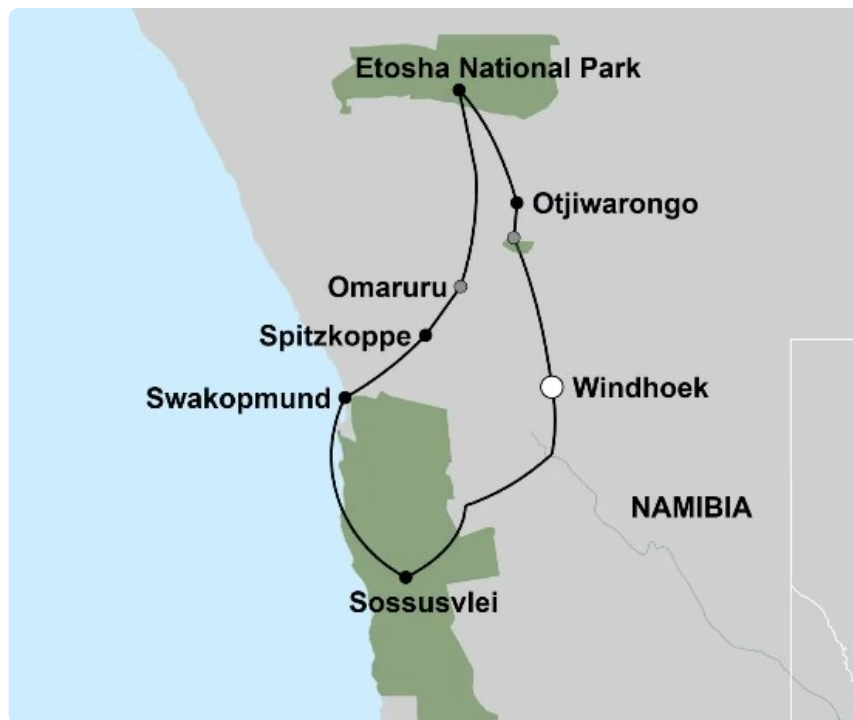 Etosha National Park
Otjiwarongo
Omaruru
Spitzkoppe
Swakopmund
Windhoek
NAMIBIA
Sossusvlei